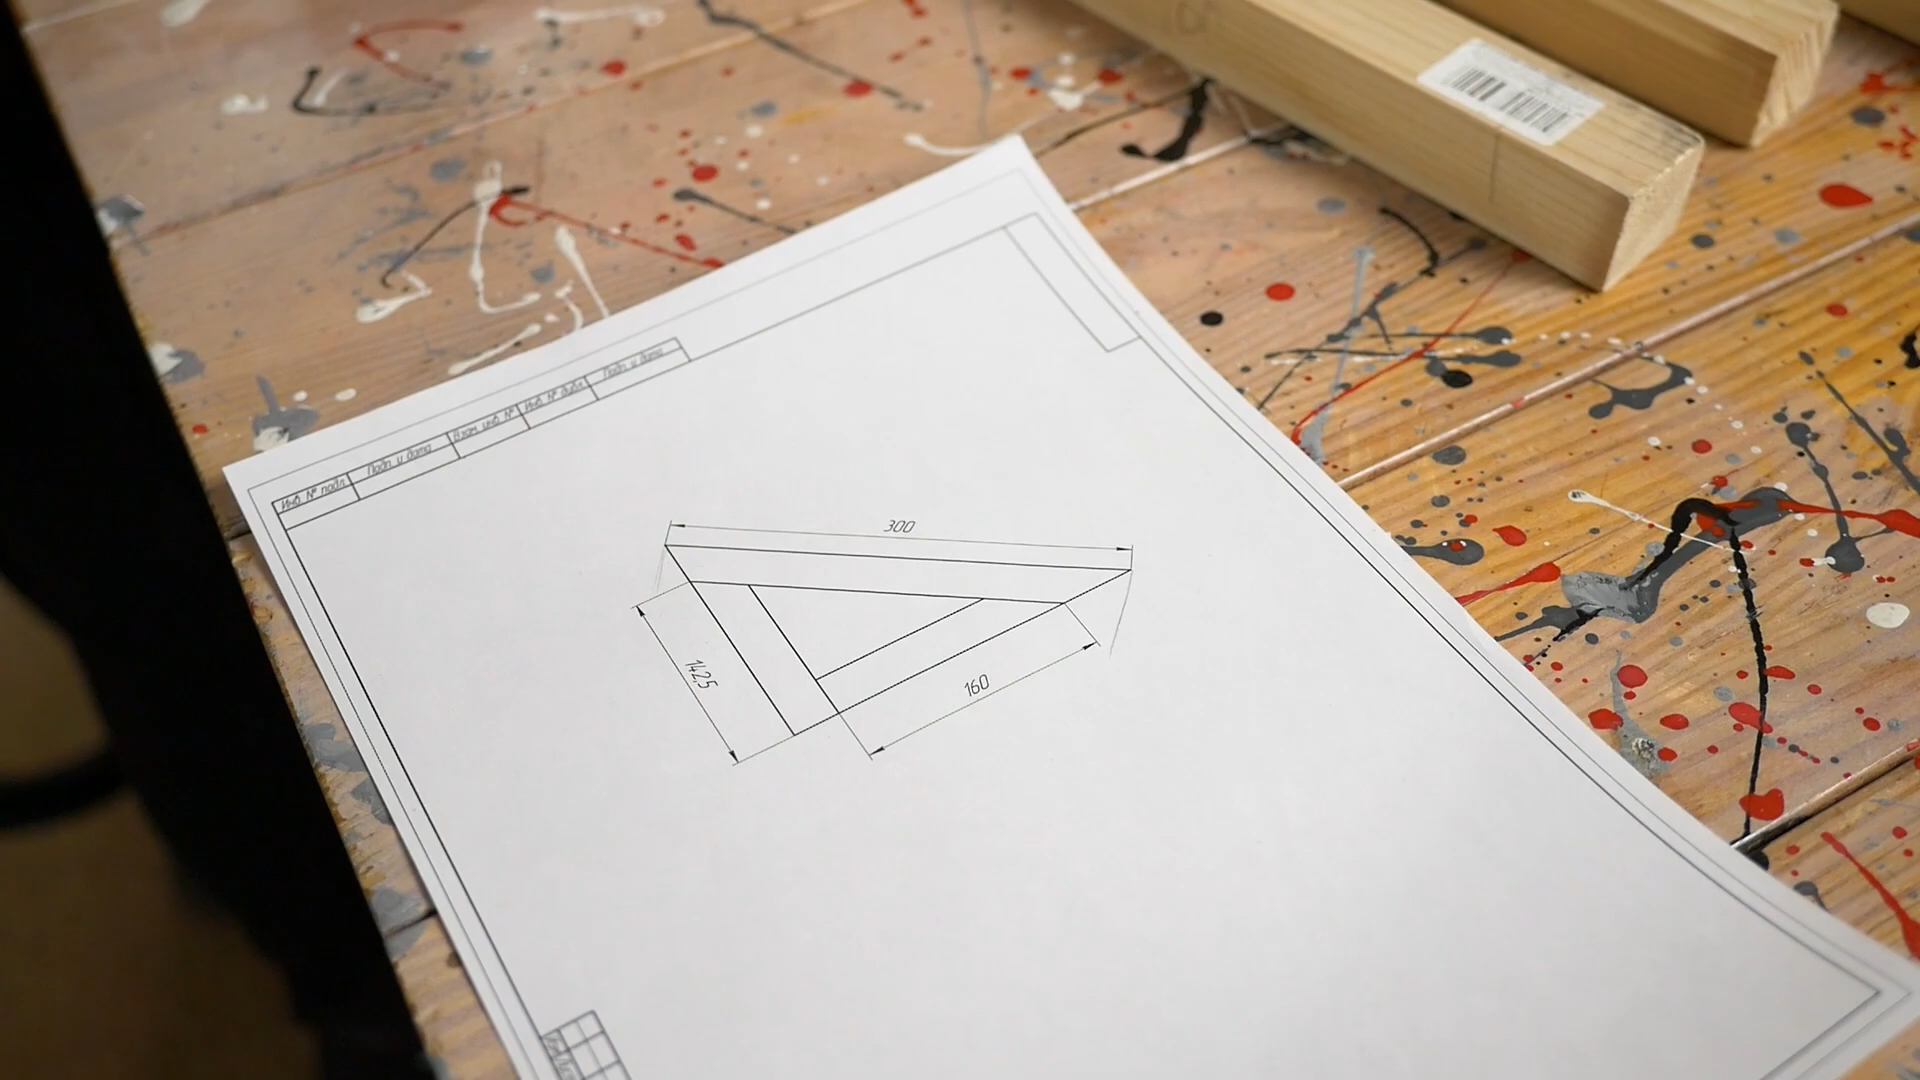 Инв. № подл.
Подп. и дата
Взам. инв. №
Инв. № дубл.
Подп. и дата
300
142,5
160